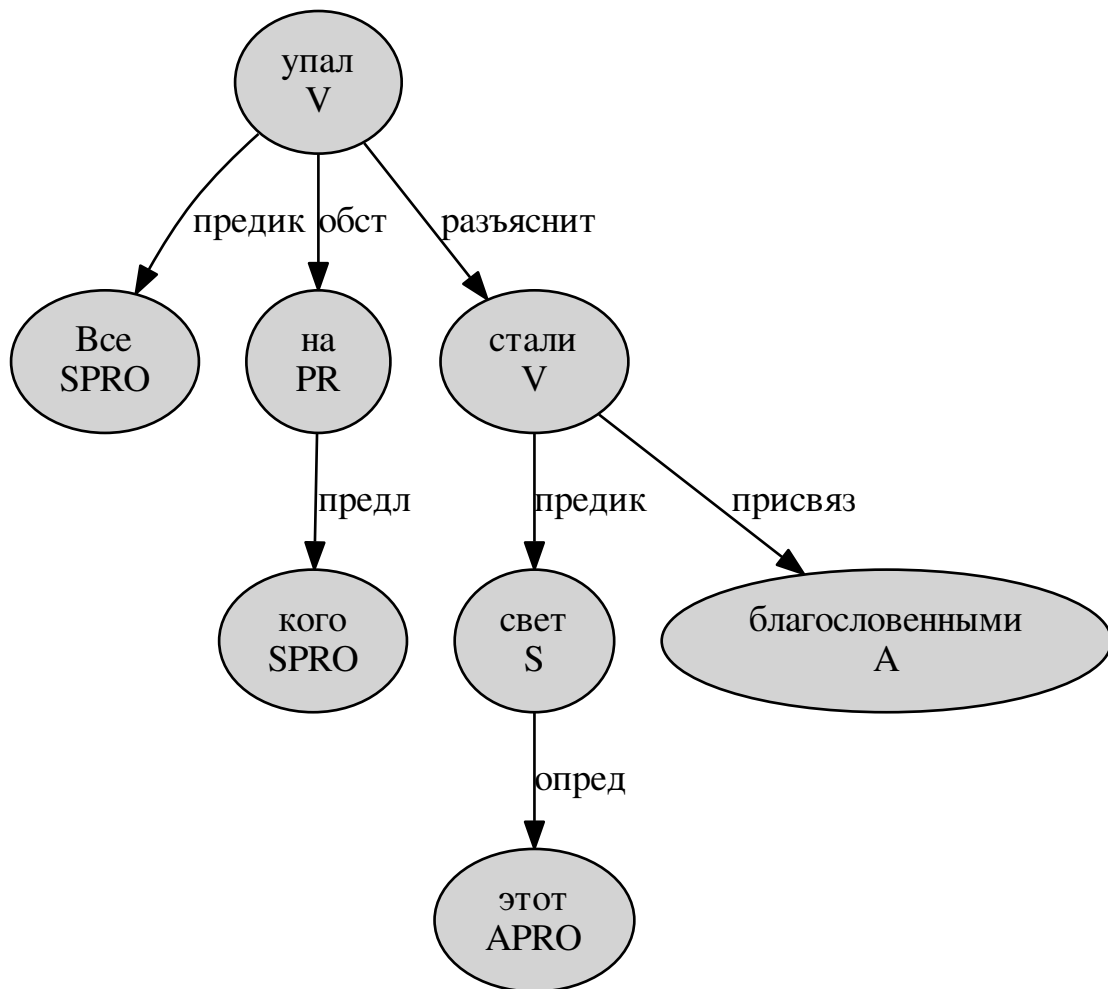 упал
V
предик
обст
разъяснит
Все
SPRO
на
PR
стали
V
предл
предик
присвяз
кого
SPRO
свет
S
благословенными
A
опред
этот
APRO